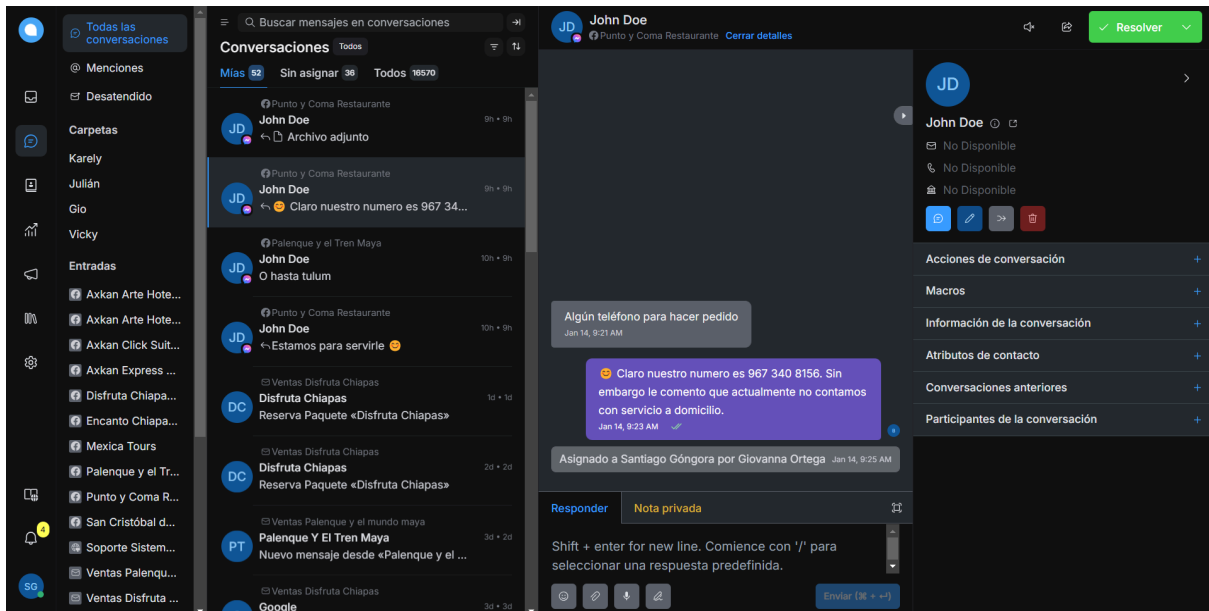 Todas las
conversaciones
@ Menciones
Desatendido
Carpetas
Karely
Julián
Gio
Vicky
Entradas
Axkan Arte Hote...
Axkan Arte Hote...
Axkan Click Suit...
Axkan Express ...
Disfruta Chiapa...
Encanto Chiapa...
Mexica Tours
Palenque y el Tr...
Punto y Coma R...
San Cristóbal d...
Soporte Sistem...
Ventas Palenqu...
Ventas Disfruta ...
4
SG
Buscar mensajes en conversaciones
Conversaciones Todos
Mías 52 Sin asignar 36 Todos 16570
Punto y Coma Restaurante
JD John Doe 9h • 9h
Archivo adjunto
Punto y Coma Restaurante
JD John Doe 9h • 9h
😊 Claro nuestro numero es 967 34...
Palenque y el Tren Maya
JD John Doe 10h • 9h
O hasta tulum
Punto y Coma Restaurante
JD John Doe 10h • 9h
Estamos para servirle 😊
Ventas Disfruta Chiapas
DC Disfruta Chiapas 1d • 1d
Reserva Paquete «Disfruta Chiapas»
Ventas Disfruta Chiapas
DC Disfruta Chiapas 2d • 2d
Reserva Paquete «Disfruta Chiapas»
Ventas Palenque y el mundo maya
PT Palenque Y El Tren Maya 3d • 2d
Nuevo mensaje desde «Palenque y el ...
Ventas Disfruta Chiapas
Google 3d • 3d
JD John Doe
Punto y Coma Restaurante Cerrar detalles
Resolver
Algún teléfono para hacer pedido
Jan 14, 9:21 AM
😊 Claro nuestro numero es 967 340 8156. Sin
embargo le comento que actualmente no contamos
con servicio a domicilio.
Jan 14, 9:23 AM
Asignado a Santiago Góngora por Giovanna Ortega Jan 14, 9:25 AM
Responder Nota privada
Shift + enter for new line. Comience con '/' para
seleccionar una respuesta predefinida.
Enviar (⌘ + ↵)
JD
John Doe
No Disponible
No Disponible
No Disponible
Acciones de conversación +
Macros +
Información de la conversación +
Atributos de contacto +
Conversaciones anteriores +
Participantes de la conversación +